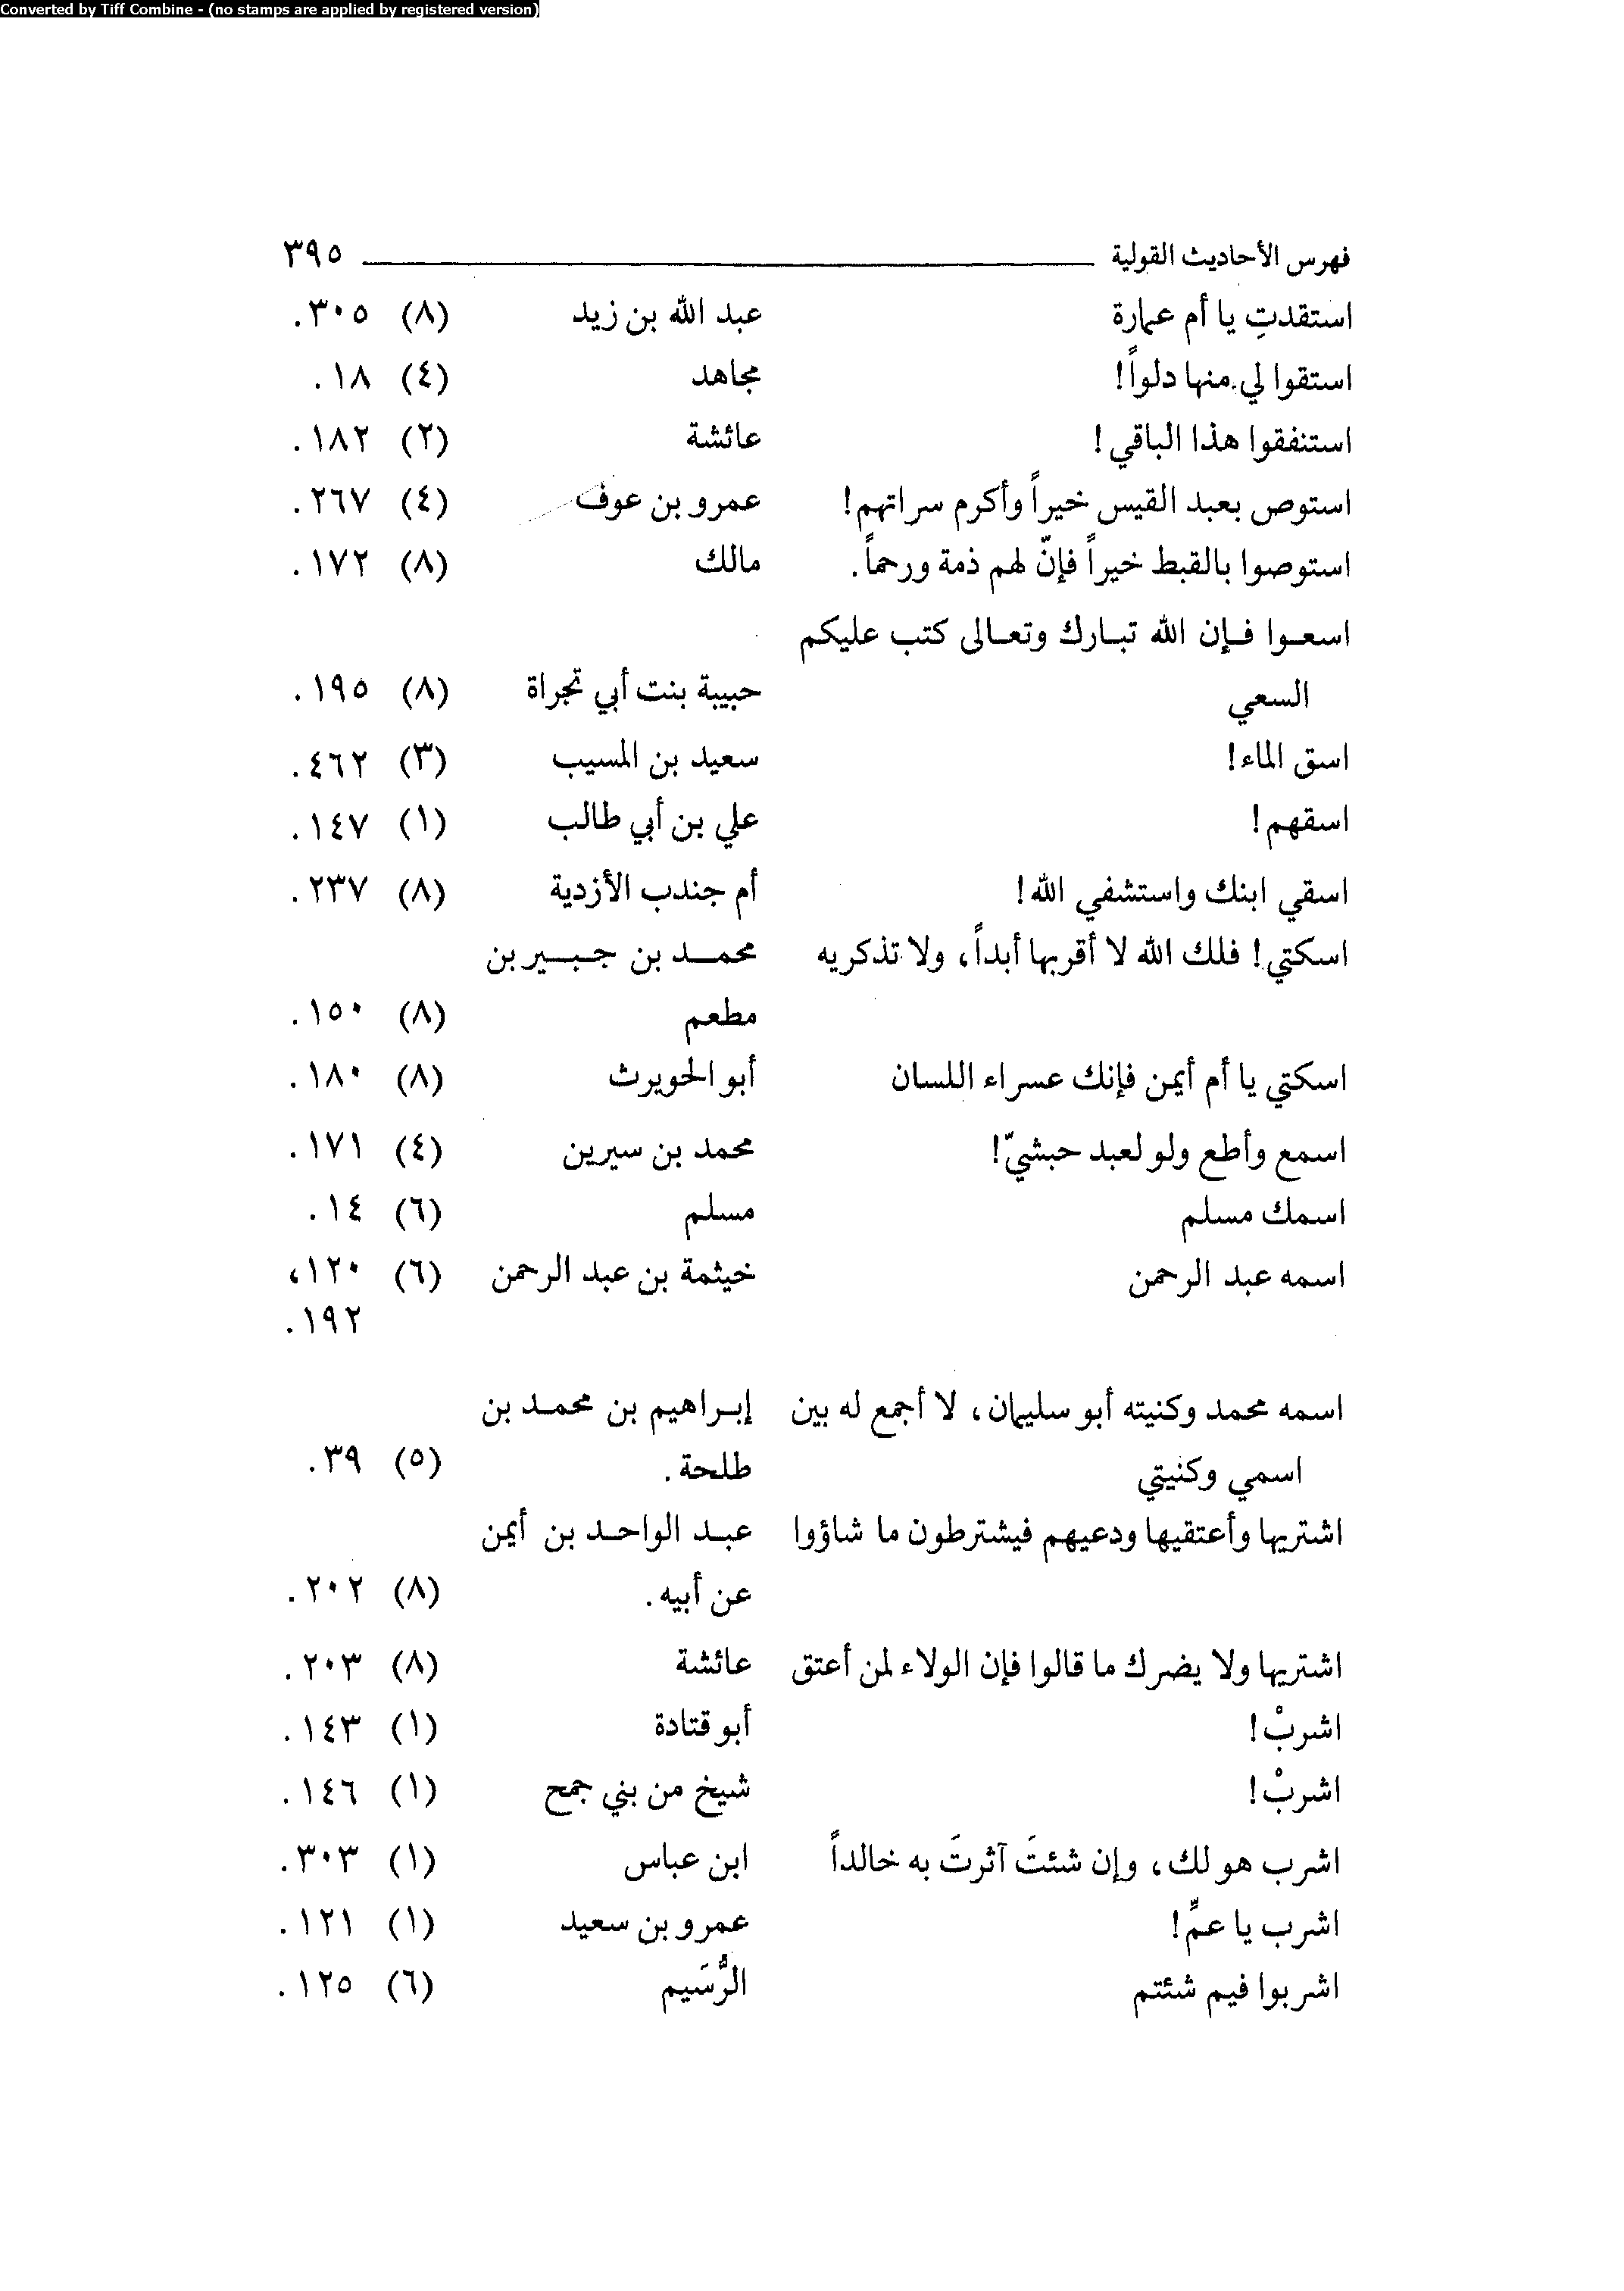 Converted by Tiff Combine - (no stamps are applied by registered version)
فهرس الأحاديث القولية ٣٩٥
استقدتِ يا أم عمارة عبد الله بن زيد (٨) ٣٠٥.
استقوا لي منها دلواً! مجاهد (٤) ١٨.
استنفقوا هذا الباقي! عائشة (٢) ١٨٢.
استوص بعبد القيس خيراً وأكرم سراتهم! عمرو بن عوف (٤) ٢٦٧.
استوصوا بالقبط خيراً فإنّ لهم ذمة ورحماً. مالك (٨) ١٧٢.
اسعوا فإن الله تبارك وتعالى كتب عليكم
السعي حبيبة بنت أبي تجراة (٨) ١٩٥.
اسق الماء! سعيد بن المسيب (٣) ٤٦٢.
اسقهم! علي بن أبي طالب (١) ١٤٧.
اسقي ابنك واستشفي الله! أم جندب الأزدية (٨) ٢٣٧.
اسكتي! فلك الله لا أقربها أبداً، ولا تذكريه محمد بن جبير بن
مطعم (٨) ١٥٠.
اسكتي يا أم أيمن فإنك عسراء اللسان أبو الحويرث (٨) ١٨٠.
اسمع وأطع ولو لعبد حبشيّ! محمد بن سيرين (٤) ١٧١.
اسمك مسلم مسلم (٦) ١٤.
اسمه عبد الرحمن خيثمة بن عبد الرحمن (٦) ١٢٠،
١٩٢.
اسمه محمد وكنيته أبو سليمان، لا أجمع له بين إبراهيم بن محمد بن
اسمي وكنيتي طلحة. (٥) ٣٩.
اشتريها وأعتقيها ودعيهم فيشترطون ما شاؤوا عبد الواحد بن أيمن
عن أبيه. (٨) ٢٠٢.
اشتريها ولا يضرك ما قالوا فإن الولاء لمن أعتق عائشة (٨) ٢٠٣.
اشربْ! أبو قتادة (١) ١٤٣.
اشربْ! شيخ من بني جمح (١) ١٤٦.
اشرب هو لك، وإن شئتَ آثرتَ به خالداً ابن عباس (١) ٣٠٣.
اشرب يا عمِّ! عمرو بن سعيد (١) ١٢١.
اشربوا فيم شئتم الرُّسَيم (٦) ١٢٥.